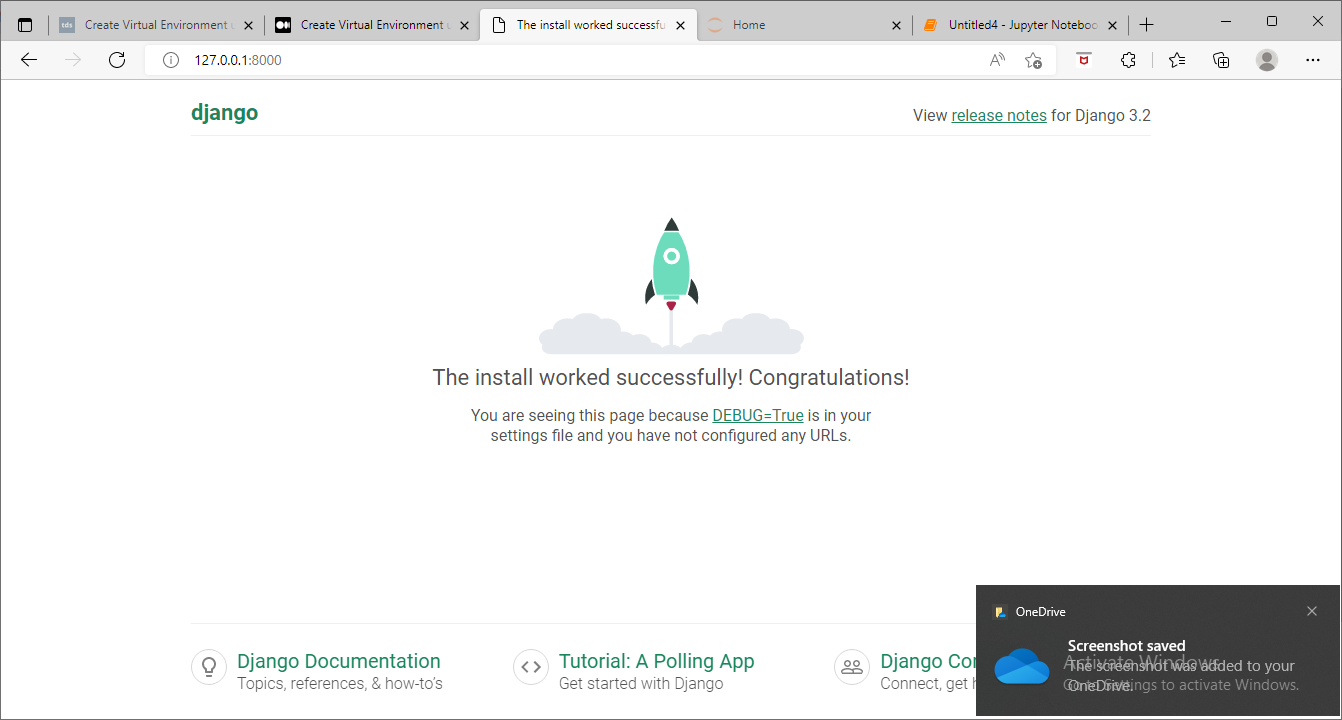 tds Create Virtual Environment u
Create Virtual Environment u
The install worked successfu
Home
Untitled4 - Jupyter Noteboo
127.0.0.1:8000
django
View release notes for Django 3.2
The install worked successfully! Congratulations!
You are seeing this page because DEBUG=True is in your
settings file and you have not configured any URLs.
Django Documentation
Topics, references, & how-to's
Tutorial: A Polling App
Get started with Django
Django Co
Connect, get h
OneDrive
Screenshot saved
Activate Windows
The screenshot was added to your
OneDrive.
Go to Settings to activate Windows.